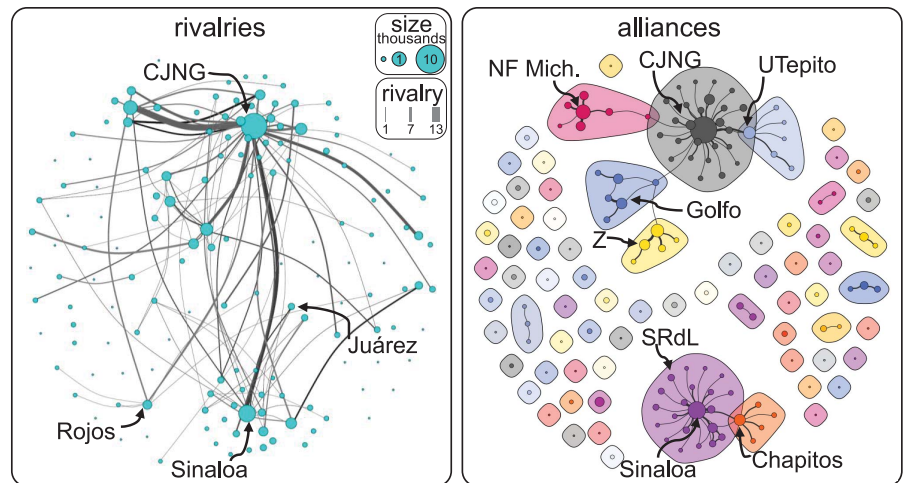 rivalries
size
thousands
1
10
rivalry
1 7 13
CJNG
Juárez
Rojos
Sinaloa
alliances
NF Mich.
CJNG
UTepito
Golfo
Z
SRdL
Sinaloa
Chapitos